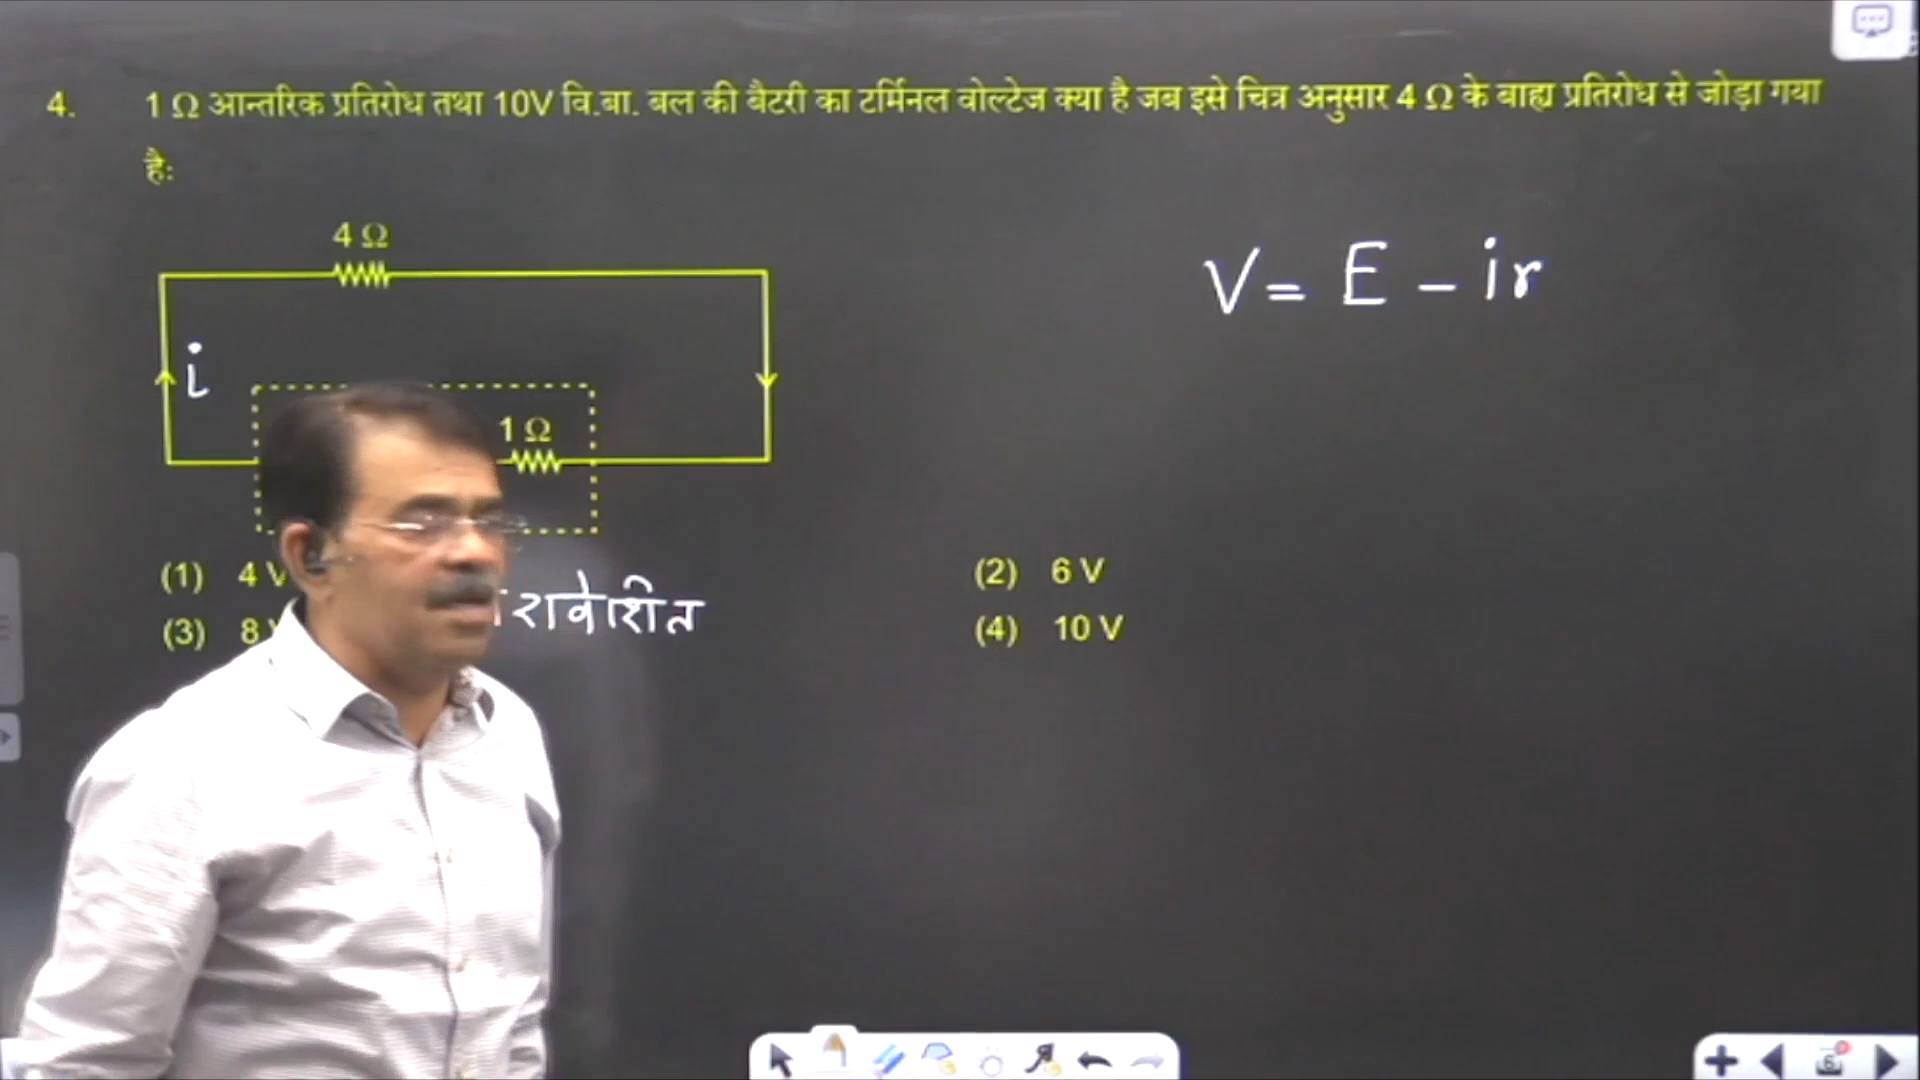 4. 1 Ω आन्तरिक प्रतिरोध तथा 10V वि.बा. बल की बैटरी का टर्मिनल वोल्टेज क्या है जब इसे चित्र अनुसार 4 Ω के बाह्य प्रतिरोध से जोड़ा गया
है:
4 Ω
V = E - ir
i
1 Ω
(1) 4 V
(2) 6 V
(3) 8
(4) 10 V